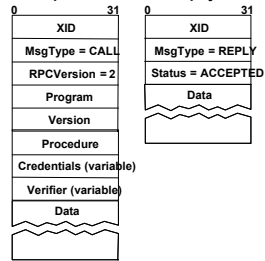 0 31
XID
MsgType = CALL
RPCVersion = 2
Program
Version
Procedure
Credentials (variable)
Verifier (variable)
Data
0 31
XID
MsgType = REPLY
Status = ACCEPTED
Data